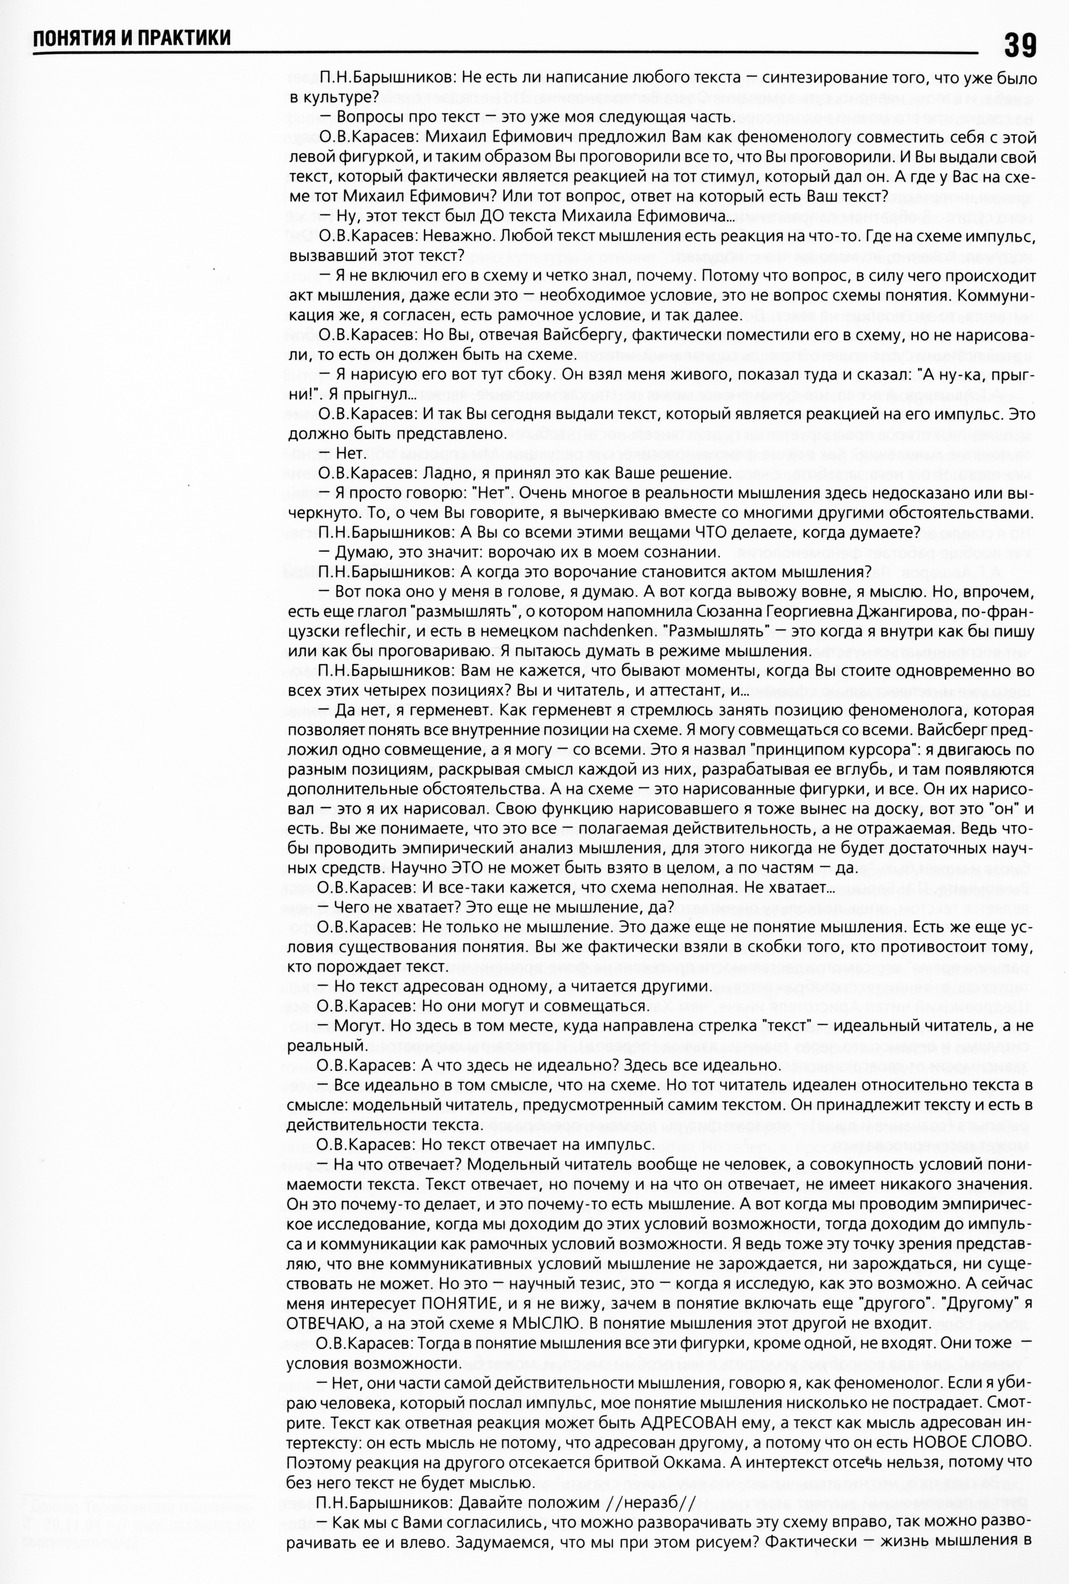 ПОНЯТИЯ И ПРАКТИКИ
39
П.Н.Барышников: Не есть ли написание любого текста — синтезирование того, что уже было
в культуре?
— Вопросы про текст — это уже моя следующая часть.
О.В.Карасев: Михаил Ефимович предложил Вам как феноменологу совместить себя с этой
левой фигуркой, и таким образом Вы проговорили все то, что Вы проговорили. И Вы выдали свой
текст, который фактически является реакцией на тот стимул, который дал он. А где у Вас на схе-
ме тот Михаил Ефимович? Или тот вопрос, ответ на который есть Ваш текст?
— Ну, этот текст был ДО текста Михаила Ефимовича...
О.В.Карасев: Неважно. Любой текст мышления есть реакция на что-то. Где на схеме импульс,
вызвавший этот текст?
— Я не включил его в схему и четко знал, почему. Потому что вопрос, в силу чего происходит
акт мышления, даже если это — необходимое условие, это не вопрос схемы понятия. Коммуни-
кация же, я согласен, есть рамочное условие, и так далее.
О.В.Карасев: Но Вы, отвечая Вайсбергу, фактически поместили его в схему, но не нарисова-
ли, то есть он должен быть на схеме.
— Я нарисую его вот тут сбоку. Он взял меня живого, показал туда и сказал: "А ну-ка, прыг-
ни!". Я прыгнул...
О.В.Карасев: И так Вы сегодня выдали текст, который является реакцией на его импульс. Это
должно быть представлено.
— Нет.
О.В.Карасев: Ладно, я принял это как Ваше решение.
— Я просто говорю: "Нет". Очень многое в реальности мышления здесь недосказано или вы-
черкнуто. То, о чем Вы говорите, я вычеркиваю вместе со многими другими обстоятельствами.
П.Н.Барышников: А Вы со всеми этими вещами ЧТО делаете, когда думаете?
— Думаю, это значит: ворочаю их в моем сознании.
П.Н.Барышников: А когда это ворочание становится актом мышления?
— Вот пока оно у меня в голове, я думаю. А вот когда вывожу вовне, я мыслю. Но, впрочем,
есть еще глагол "размышлять", о котором напомнила Сюзанна Георгиевна Джангирова, по-фран-
цузски reflechir, и есть в немецком nachdenken. "Размышлять" — это когда я внутри как бы пишу
или как бы проговариваю. Я пытаюсь думать в режиме мышления.
П.Н.Барышников: Вам не кажется, что бывают моменты, когда Вы стоите одновременно во
всех этих четырех позициях? Вы и читатель, и аттестант, и...
— Да нет, я герменевт. Как герменевт я стремлюсь занять позицию феноменолога, которая
позволяет понять все внутренние позиции на схеме. Я могу совмещаться со всеми. Вайсберг пред-
ложил одно совмещение, а я могу — со всеми. Это я назвал "принципом курсора": я двигаюсь по
разным позициям, раскрывая смысл каждой из них, разрабатывая ее вглубь, и там появляются
дополнительные обстоятельства. А на схеме — это нарисованные фигурки, и все. Он их нарисо-
вал — это я их нарисовал. Свою функцию нарисовавшего я тоже вынес на доску, вот это "он" и
есть. Вы же понимаете, что это все — полагаемая действительность, а не отражаемая. Ведь что-
бы проводить эмпирический анализ мышления, для этого никогда не будет достаточных науч-
ных средств. Научно ЭТО не может быть взято в целом, а по частям — да.
О.В.Карасев: И все-таки кажется, что схема неполная. Не хватает...
— Чего не хватает? Это еще не мышление, да?
О.В.Карасев: Не только не мышление. Это даже еще не понятие мышления. Есть же еще ус-
ловия существования понятия. Вы же фактически взяли в скобки того, кто противостоит тому,
кто порождает текст.
— Но текст адресован одному, а читается другими.
О.В.Карасев: Но они могут и совмещаться.
— Могут. Но здесь в том месте, куда направлена стрелка "текст" — идеальный читатель, а не
реальный.
О.В.Карасев: А что здесь не идеально? Здесь все идеально.
— Все идеально в том смысле, что на схеме. Но тот читатель идеален относительно текста в
смысле: модельный читатель, предусмотренный самим текстом. Он принадлежит тексту и есть в
действительности текста.
О.В.Карасев: Но текст отвечает на импульс.
— На что отвечает? Модельный читатель вообще не человек, а совокупность условий пони-
маемости текста. Текст отвечает, но почему и на что он отвечает, не имеет никакого значения.
Он это почему-то делает, и это почему-то есть мышление. А вот когда мы проводим эмпиричес-
кое исследование, когда мы доходим до этих условий возможности, тогда доходим до импуль-
са и коммуникации как рамочных условий возможности. Я ведь тоже эту точку зрения представ-
ляю, что вне коммуникативных условий мышление не зарождается, ни зарождаться, ни суще-
ствовать не может. Но это — научный тезис, это — когда я исследую, как это возможно. А сейчас
меня интересует ПОНЯТИЕ, и я не вижу, зачем в понятие включать еще "другого". "Другому" я
ОТВЕЧАЮ, а на этой схеме я МЫСЛЮ. В понятие мышления этот другой не входит.
О.В.Карасев: Тогда в понятие мышления все эти фигурки, кроме одной, не входят. Они тоже —
условия возможности.
— Нет, они части самой действительности мышления, говорю я, как феноменолог. Если я уби-
раю человека, который послал импульс, мое понятие мышления нисколько не пострадает. Смот-
рите. Текст как ответная реакция может быть АДРЕСОВАН ему, а текст как мысль адресован ин-
тертексту: он есть мысль не потому, что адресован другому, а потому что он есть НОВОЕ СЛОВО.
Поэтому реакция на другого отсекается бритвой Оккама. А интертекст отсечь нельзя, потому что
без него текст не будет мыслью.
П.Н.Барышников: Давайте положим //неразб//
— Как мы с Вами согласились, что можно разворачивать эту схему вправо, так можно разво-
рачивать ее и влево. Задумаемся, что мы при этом рисуем? Фактически — жизнь мышления в